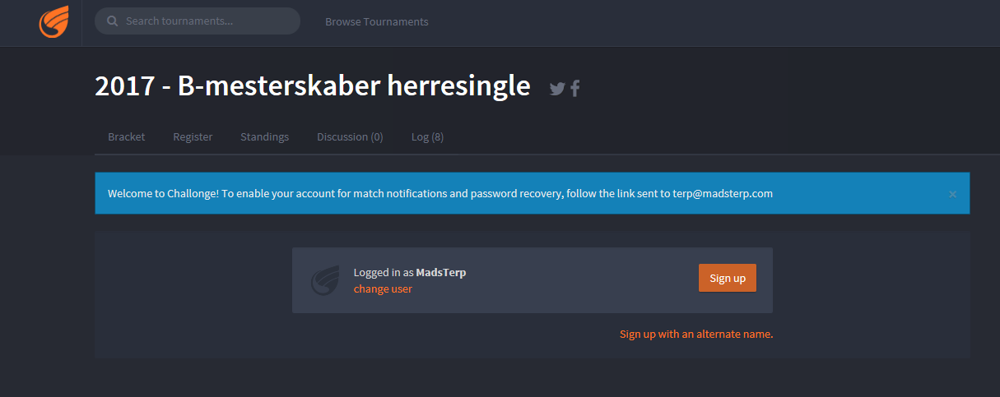 Search tournaments...
Browse Tournaments
2017 - B-mesterskaber herresingle
Bracket Register Standings Discussion (0) Log (8)
Welcome to Challonge! To enable your account for match notifications and password recovery, follow the link sent to terp@madsterp.com ×
Logged in as MadsTerp
change user
Sign up
Sign up with an alternate name.